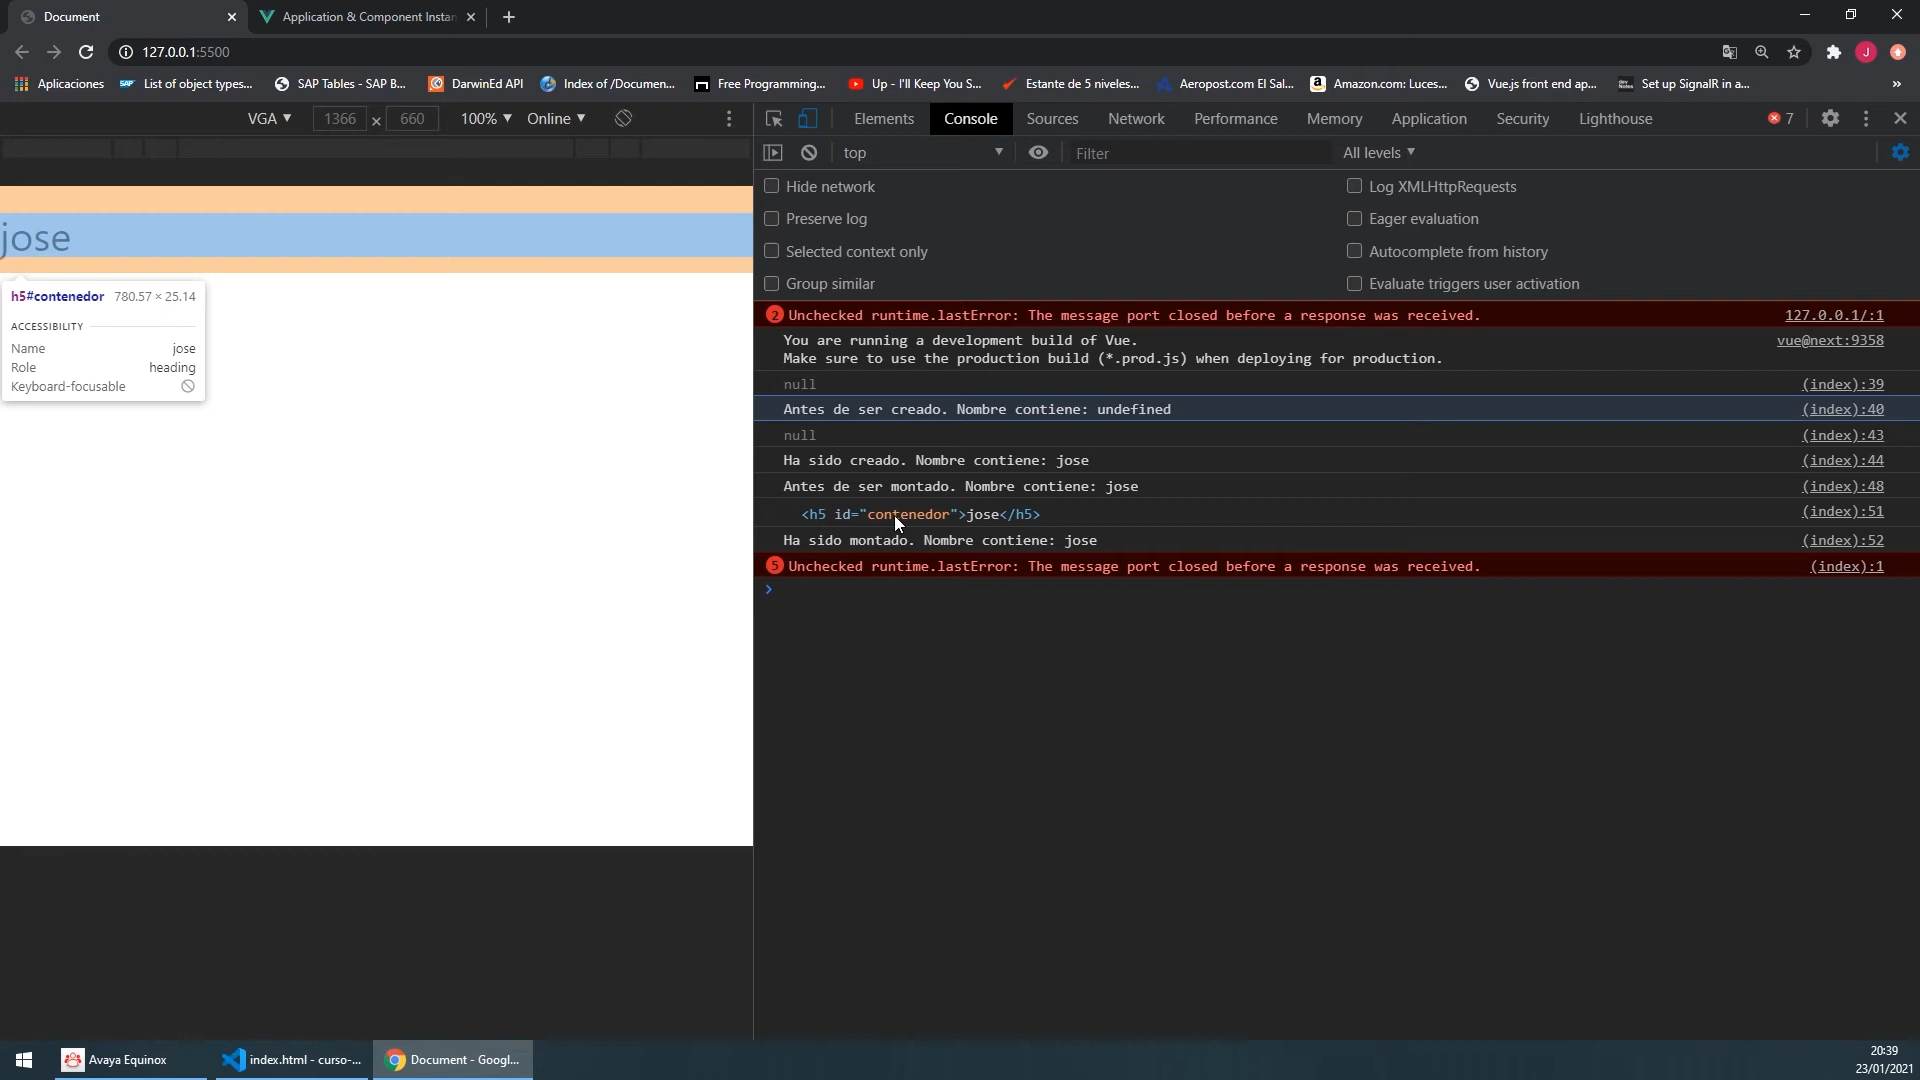 Document
Application & Component Instan
127.0.0.1:5500
J
Aplicaciones
SAP
List of object types...
SAP Tables - SAP B...
DarwinEd API
Index of /Documen...
Free Programming...
Up - I'll Keep You S...
Estante de 5 niveles...
Aeropost.com El Sal...
Amazon.com: Luces...
Vue.js front end ap...
Set up SignalR in a...
»
VGA
1366 × 660
100%
Online
Elements
Console
Sources
Network
Performance
Memory
Application
Security
Lighthouse
7
top
Filter
All levels
Hide network
Log XMLHttpRequests
Preserve log
Eager evaluation
Selected context only
Autocomplete from history
Group similar
Evaluate triggers user activation
jose
h5#contenedor 780.57 × 25.14
ACCESSIBILITY
Name jose
Role heading
Keyboard-focusable
2 Unchecked runtime.lastError: The message port closed before a response was received. 127.0.0.1/:1
You are running a development build of Vue. vue@next:9358
Make sure to use the production build (*.prod.js) when deploying for production.
null (index):39
Antes de ser creado. Nombre contiene: undefined (index):40
null (index):43
Ha sido creado. Nombre contiene: jose (index):44
Antes de ser montado. Nombre contiene: jose (index):48
<h5 id="contenedor">jose</h5> (index):51
Ha sido montado. Nombre contiene: jose (index):52
5 Unchecked runtime.lastError: The message port closed before a response was received. (index):1
Avaya Equinox
index.html - curso-...
Document - Googl...
20:39
23/01/2021